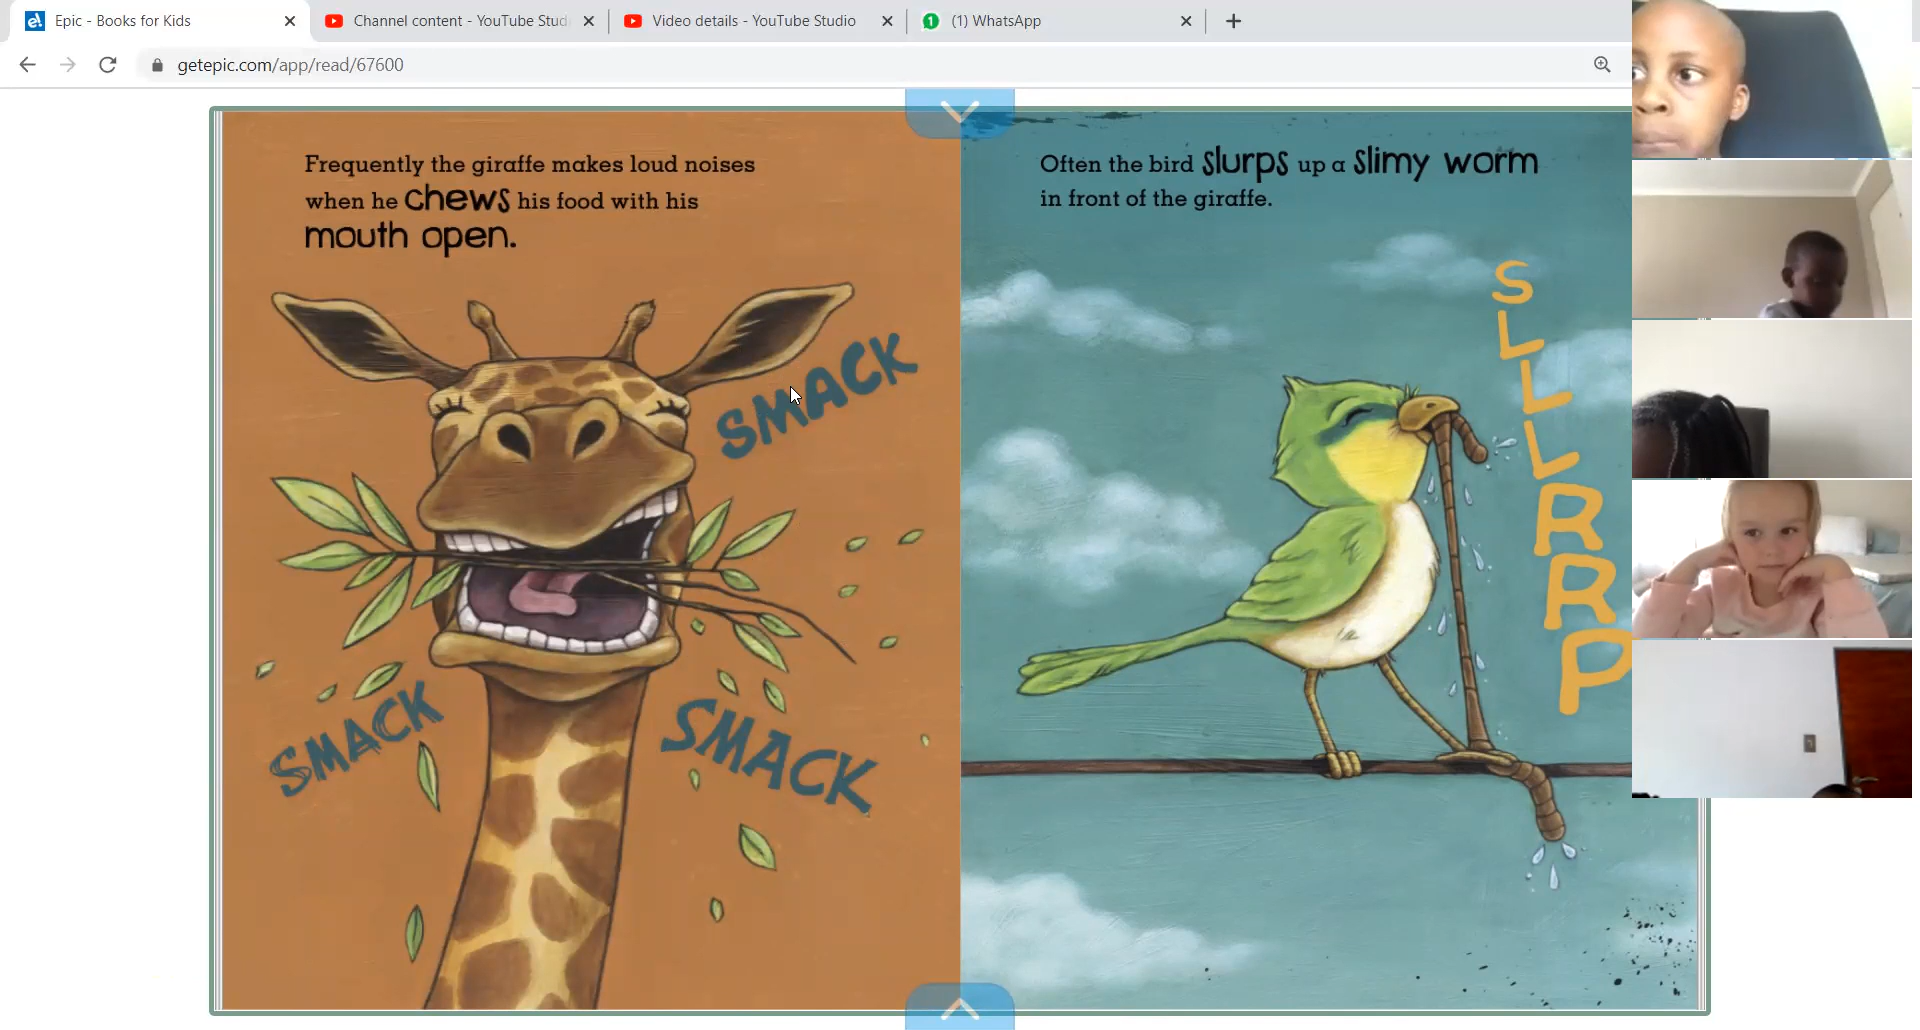 Epic - Books for Kids
Channel content - YouTube Stud
Video details - YouTube Studio
1 (1) WhatsApp
getepic.com/app/read/67600
Frequently the giraffe makes loud noises
when he chews his food with his
mouth open.
SMACK
SMACK
SMACK
Often the bird slurps up a slimy worm
in front of the giraffe.
SLLLRRP